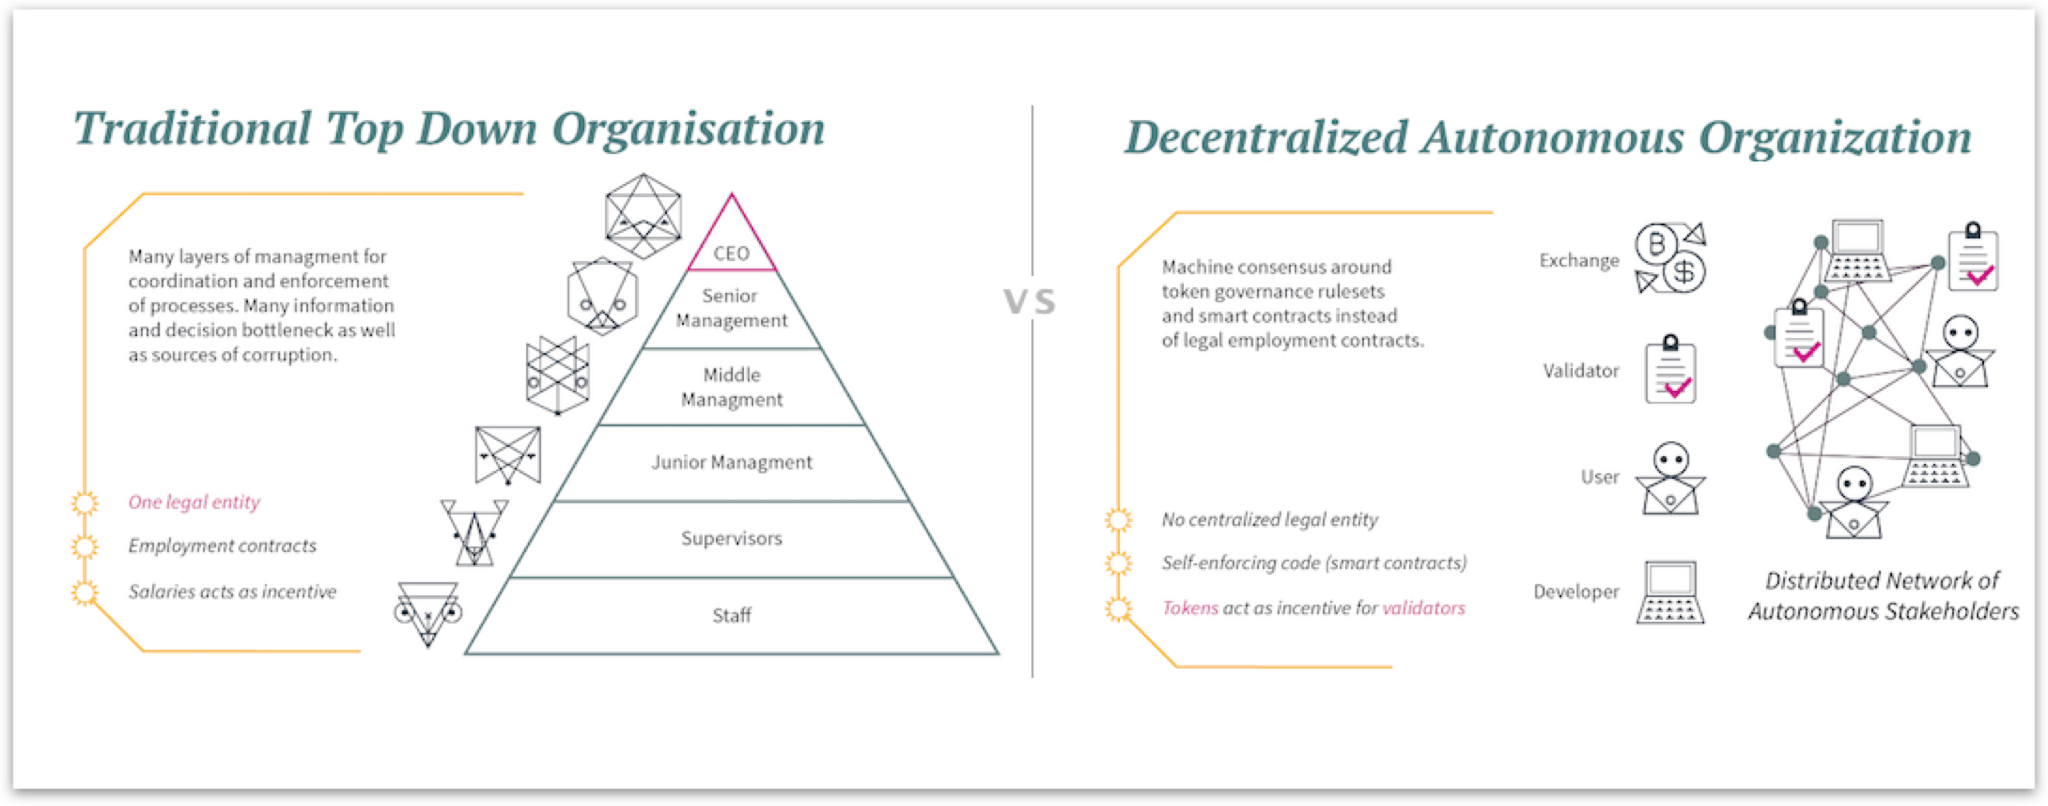 Traditional Top Down Organisation
Many layers of managment for
coordination and enforcement
of processes. Many information
and decision bottleneck as well
as sources of corruption.
One legal entity
Employment contracts
Salaries acts as incentive
CEO
Senior
Management
Middle
Managment
Junior Managment
Supervisors
Staff
VS
Decentralized Autonomous Organization
Machine consensus around
token governance rulesets
and smart contracts instead
of legal employment contracts.
No centralized legal entity
Self-enforcing code (smart contracts)
Tokens act as incentive for validators
Exchange
B
$
Validator
User
Developer
Distributed Network of
Autonomous Stakeholders